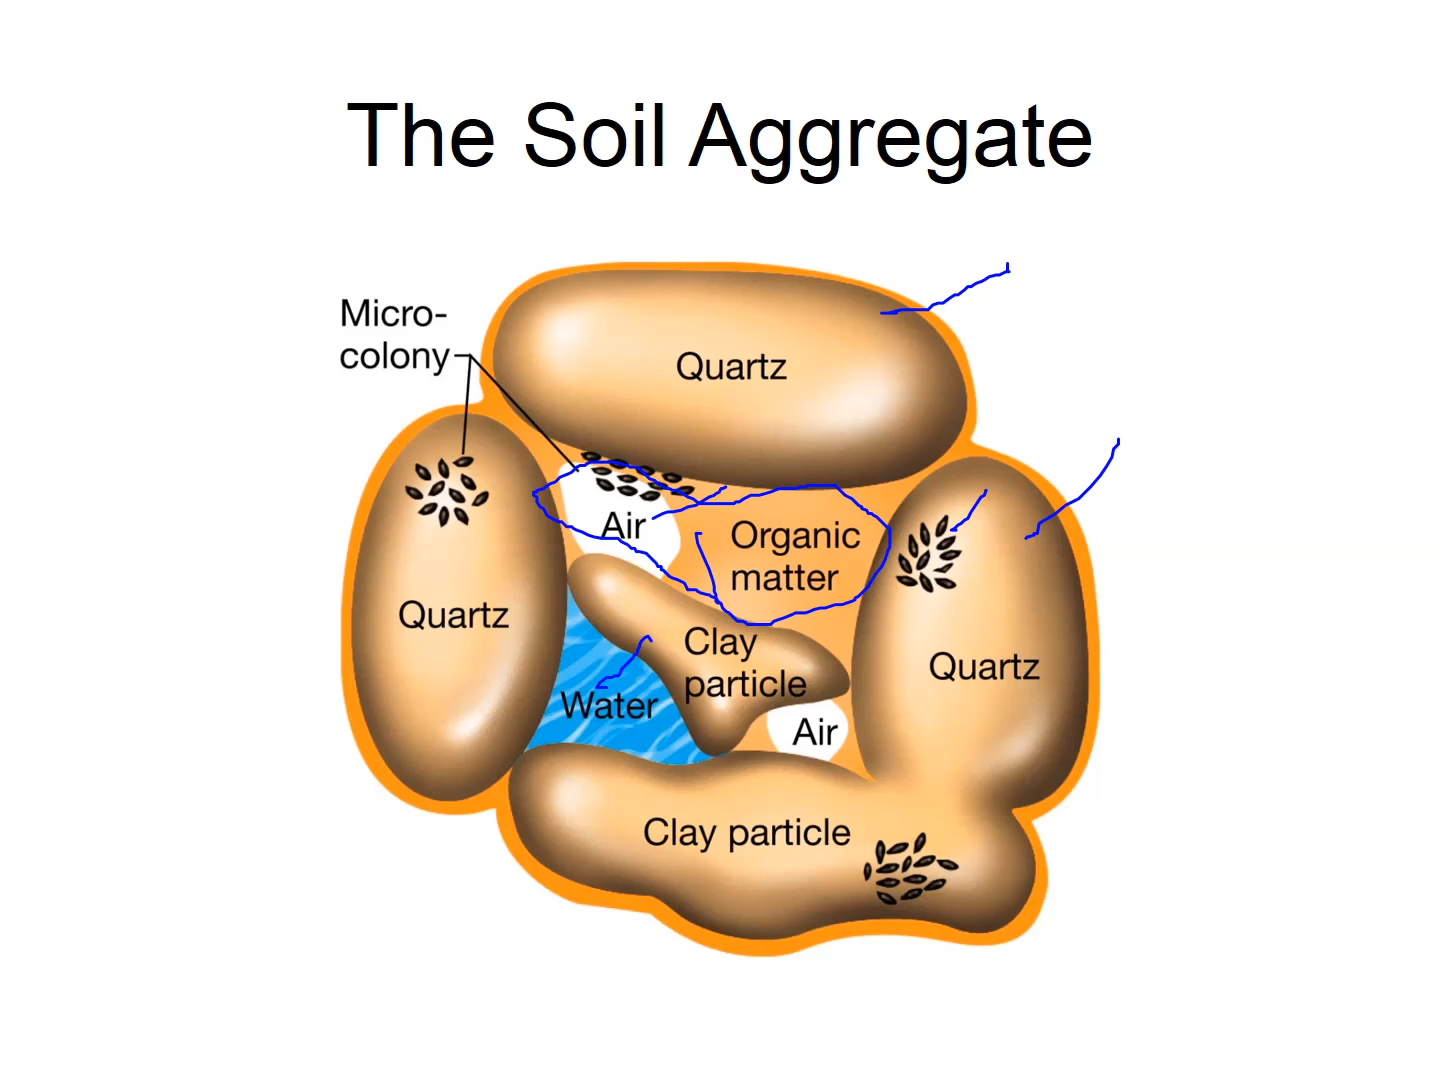 The Soil Aggregate
Micro-
colony
Quartz
Air
Organic
matter
Quartz
Clay
particle
Quartz
Water
Air
Clay particle